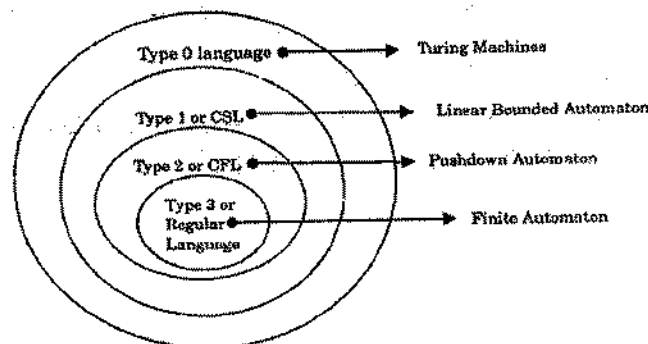 Type 0 language
Turing Machines
Type 1 or CSL
Linear Bounded Automaton
Type 2 or CFL
Pushdown Automaton
Type 3 or
Regular
Language
Finite Automaton